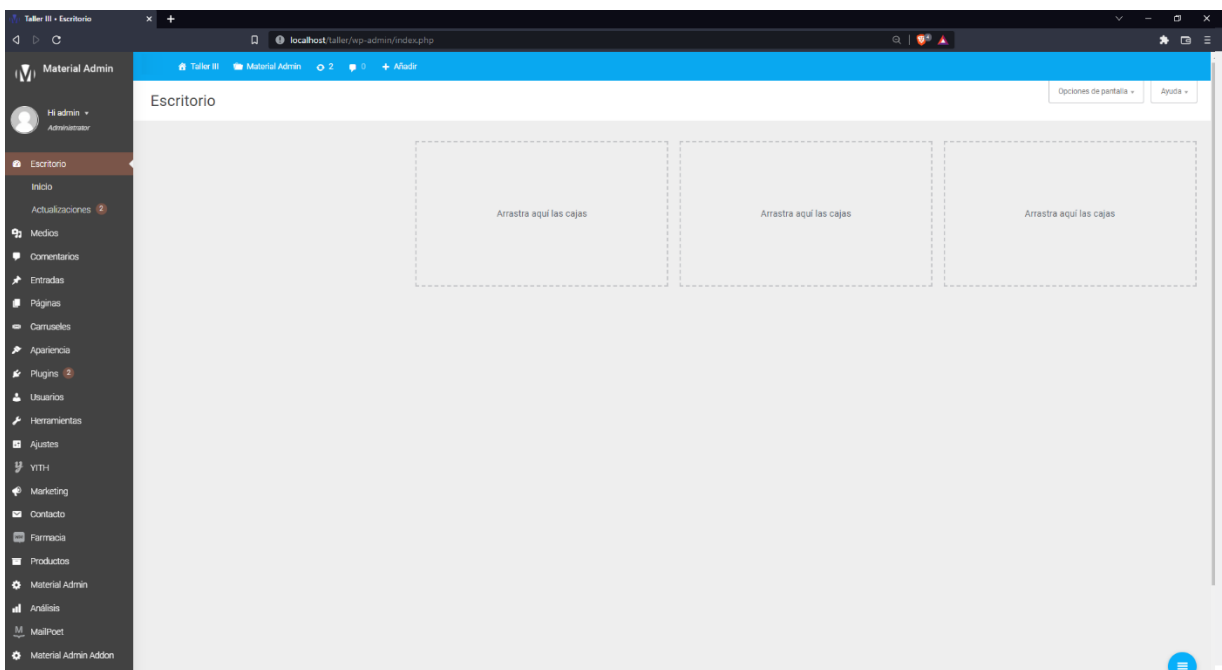 Taller III ‹ Escritorio
localhost/taller/wp-admin/index.php
Material Admin
Taller III Material Admin 2 0 + Añadir
Escritorio
Opciones de pantalla
Ayuda
Hi admin
Administrator
Escritorio
Inicio
Actualizaciones 2
Medios
Comentarios
Entradas
Páginas
Carruseles
Apariencia
Plugins 2
Usuarios
Herramientas
Ajustes
YITH
Marketing
Contacto
Farmacia
Productos
Material Admin
Análisis
MailPoet
Material Admin Addon
Arrastra aquí las cajas
Arrastra aquí las cajas
Arrastra aquí las cajas